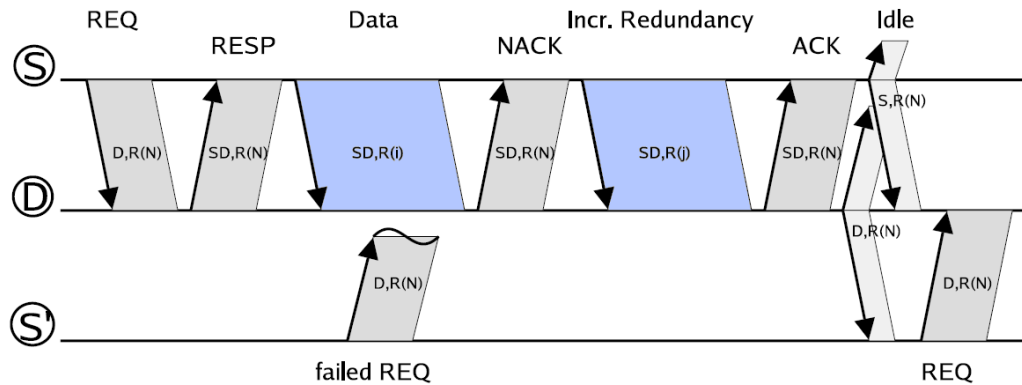 REQ
Data
Incr. Redundancy
Idle
RESP
NACK
ACK
S
S,R(N)
D,R(N)
SD,R(N)
SD,R(i)
SD,R(N)
SD,R(j)
SD,R(N)
D
D,R(N)
D,R(N)
D,R(N)
S'
failed REQ
REQ